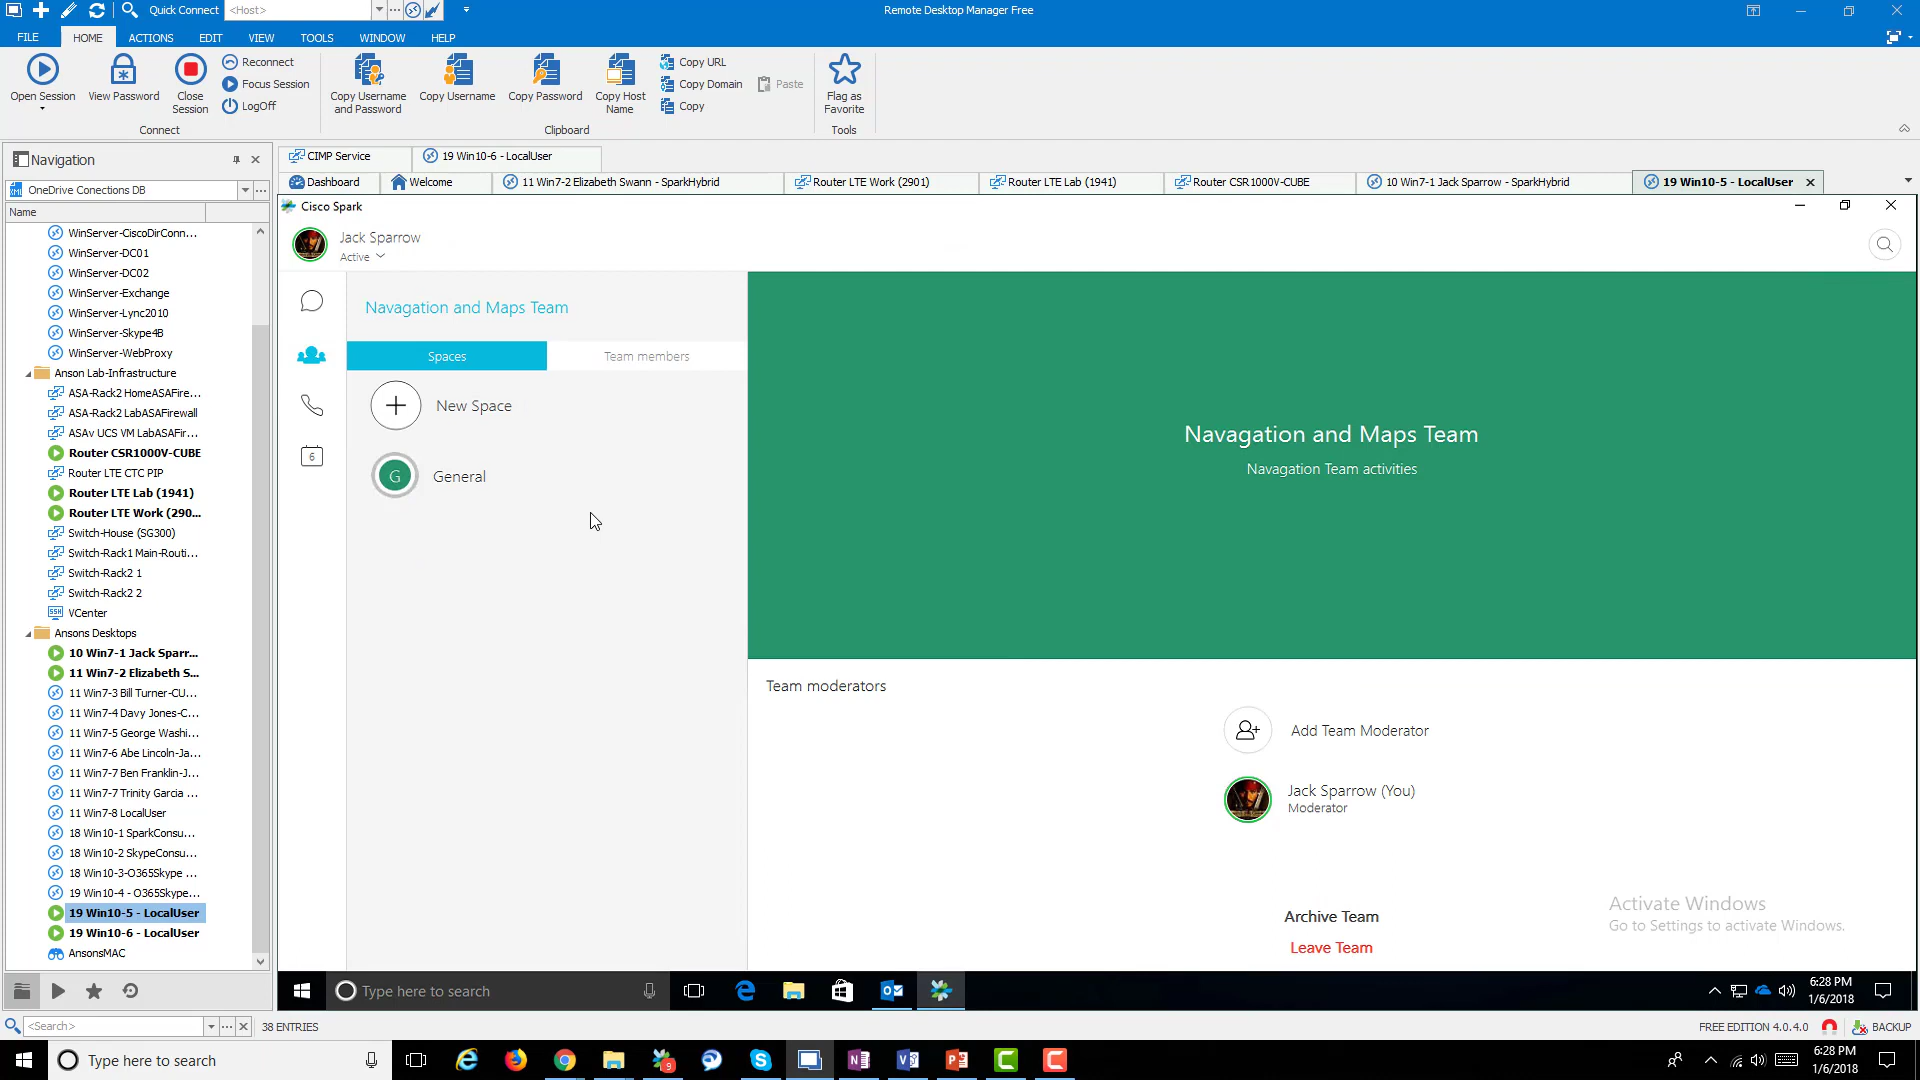 Quick Connect <Host> Remote Desktop Manager Free
FILE HOME ACTIONS EDIT VIEW TOOLS WINDOW HELP
Open Session
View Password
Close Session
Reconnect
Focus Session
LogOff
Connect
Copy Username and Password
Copy Username
Copy Password
Copy Host Name
Copy URL
Copy Domain
Copy
Paste
Clipboard
Flag as Favorite
Tools
Navigation
OneDrive Conections DB
Name
WinServer-CiscoDirConn...
WinServer-DC01
WinServer-DC02
WinServer-Exchange
WinServer-Lync2010
WinServer-Skype4B
WinServer-WebProxy
Anson Lab-Infrastructure
ASA-Rack2 HomeASAFire...
ASA-Rack2 LabASAFirewall
ASAv UCS VM LabASAFir...
Router CSR1000V-CUBE
Router LTE CTC PIP
Router LTE Lab (1941)
Router LTE Work (290...
Switch-House (SG300)
Switch-Rack1 Main-Routi...
Switch-Rack2 1
Switch-Rack2 2
VCenter
Ansons Desktops
10 Win7-1 Jack Sparr...
11 Win7-2 Elizabeth S...
11 Win7-3 Bill Turner-CU...
11 Win7-4 Davy Jones-C...
11 Win7-5 George Washi...
11 Win7-6 Abe Lincoln-Ja...
11 Win7-7 Ben Franklin-J...
11 Win7-7 Trinity Garcia ...
11 Win7-8 LocalUser
18 Win10-1 SparkConsu...
18 Win10-2 SkypeConsu...
18 Win10-3-O365Skype ...
19 Win10-4 - O365Skype...
19 Win10-5 - LocalUser
19 Win10-6 - LocalUser
AnsonsMAC
<Search>
38 ENTRIES
CIMP Service
19 Win10-6 - LocalUser
Dashboard
Welcome
11 Win7-2 Elizabeth Swann - SparkHybrid
Router LTE Work (2901)
Router LTE Lab (1941)
Router CSR1000V-CUBE
10 Win7-1 Jack Sparrow - SparkHybrid
19 Win10-5 - LocalUser
Cisco Spark
Jack Sparrow
Active
6
Navagation and Maps Team
Spaces
Team members
New Space
G
General
Navagation and Maps Team
Navagation Team activities
Team moderators
Add Team Moderator
Jack Sparrow (You)
Moderator
Archive Team
Leave Team
Activate Windows
Go to Settings to activate Windows.
Type here to search
6:28 PM
1/6/2018
FREE EDITION 4.0.4.0
BACKUP
Type here to search
9
6:28 PM
1/6/2018